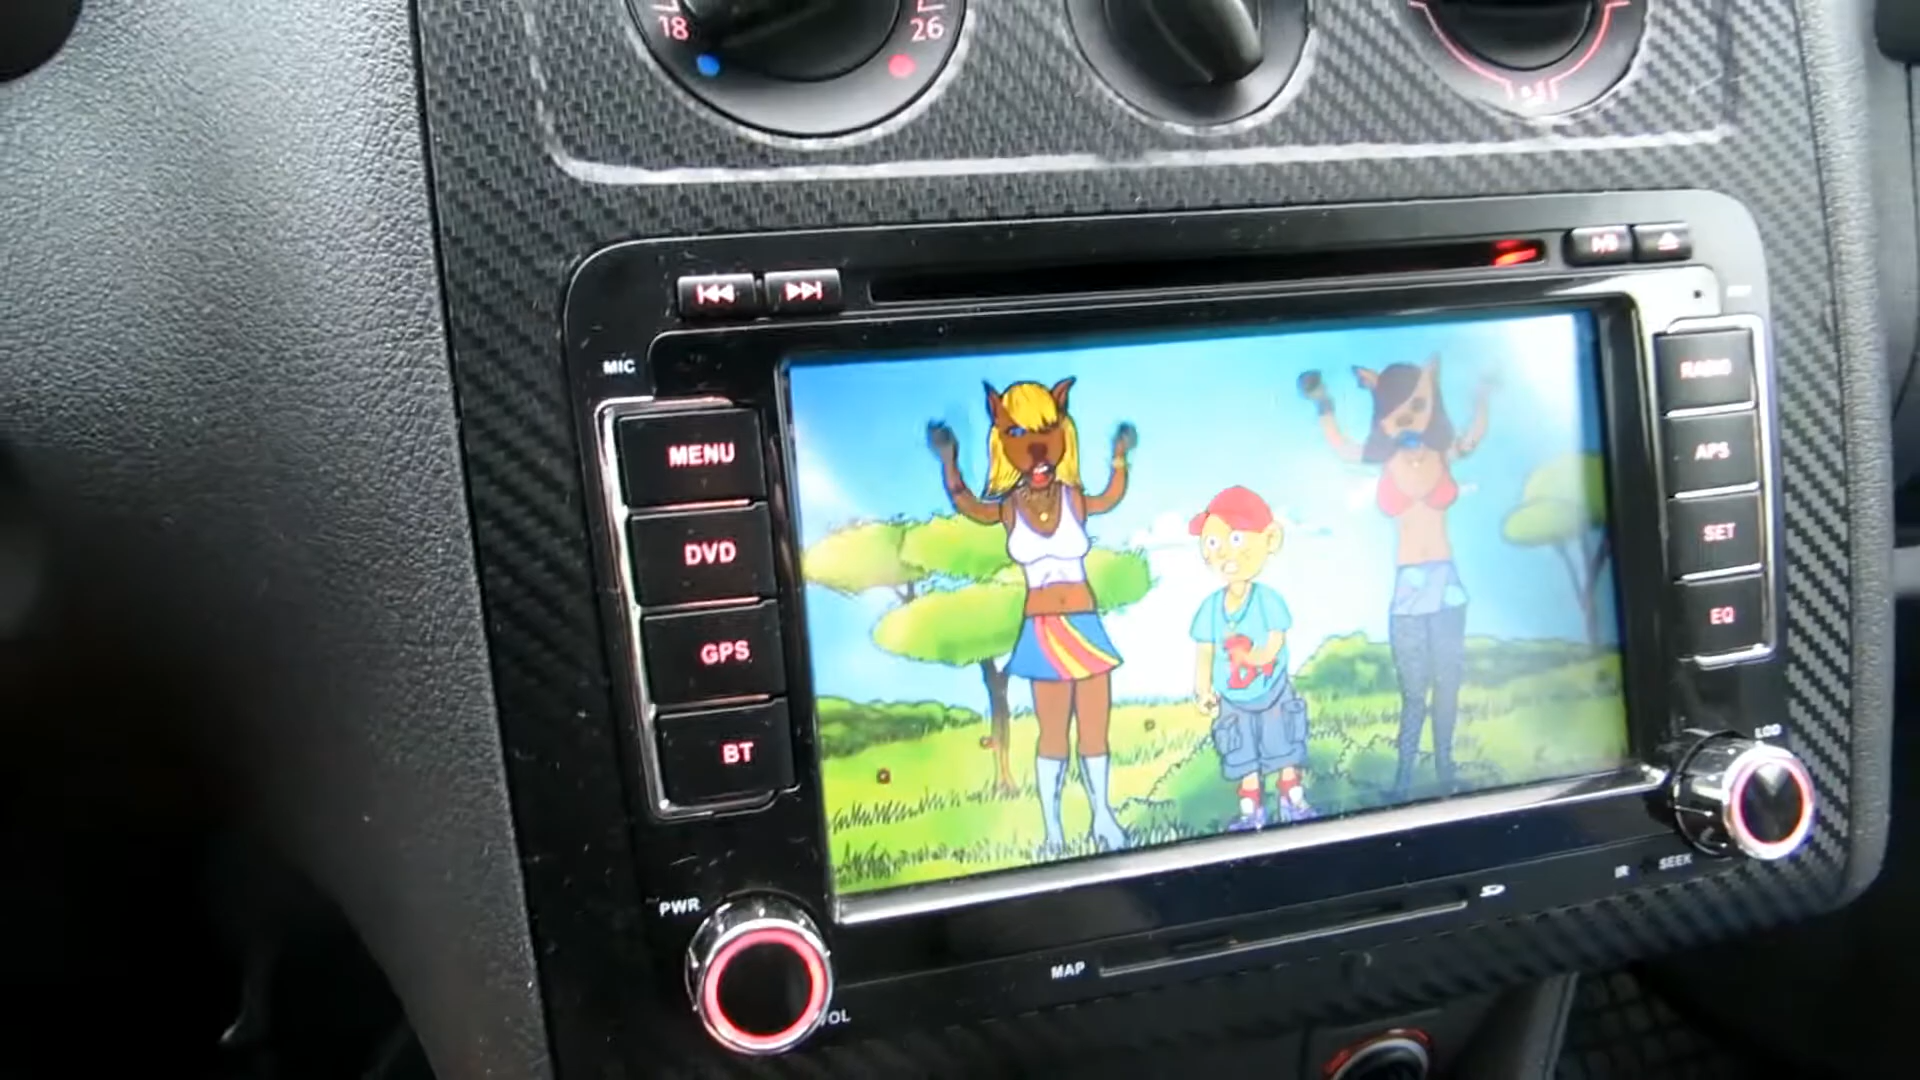 18
26
MIC
MENU
DVD
GPS
BT
PWR
VOL
MAP
RADIO
APS
SET
EQ
IR
SEEK